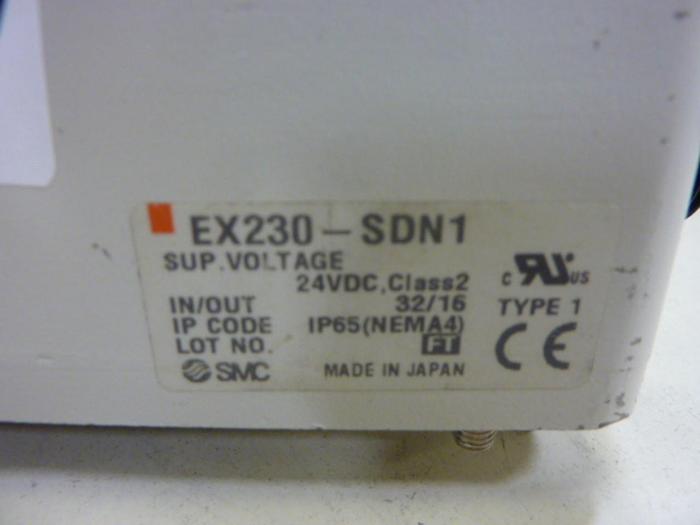 EX230-SDN1
SUP.VOLTAGE
24VDC,Class2
IN/OUT 32/16
IP CODE IP65(NEMA4)
LOT NO. FT
SMC MADE IN JAPAN
c RU us
TYPE 1
CE